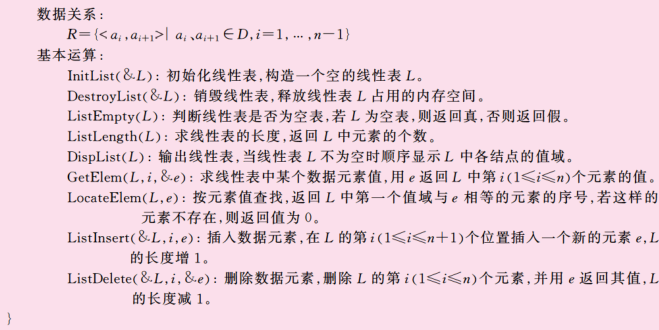 数据关系:
R={<aᵢ,aᵢ₊₁>| aᵢ、aᵢ₊₁∈D,i=1, …,n−1}
基本运算:
InitList(&L): 初始化线性表,构造一个空的线性表 L。
DestroyList(&L): 销毁线性表,释放线性表 L 占用的内存空间。
ListEmpty(L): 判断线性表是否为空表,若 L 为空表,则返回真,否则返回假。
ListLength(L): 求线性表的长度,返回 L 中元素的个数。
DispList(L): 输出线性表,当线性表 L 不为空时顺序显示 L 中各结点的值域。
GetElem(L,i,&e): 求线性表中某个数据元素值,用 e 返回 L 中第 i(1≤i≤n)个元素的值。
LocateElem(L,e): 按元素值查找,返回 L 中第一个值域与 e 相等的元素的序号,若这样的
元素不存在,则返回值为 0。
ListInsert(&L,i,e): 插入数据元素,在 L 的第 i(1≤i≤n+1)个位置插入一个新的元素 e,L
的长度增 1。
ListDelete(&L,i,&e): 删除数据元素,删除 L 的第 i(1≤i≤n)个元素,并用 e 返回其值,L
的长度减 1。
}